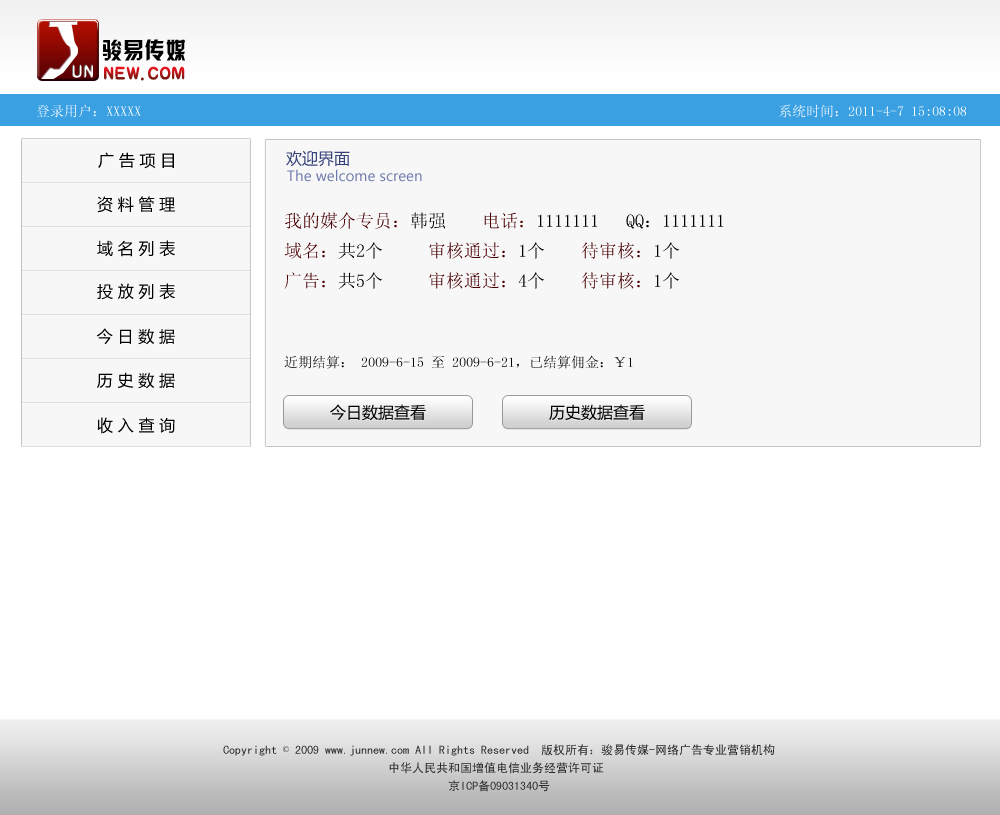 JUN
骏易传媒
NEW.COM
登录用户：XXXXX
系统时间：2011-4-7 15:08:08
广告项目
资料管理
域名列表
投放列表
今日数据
历史数据
收入查询
欢迎界面
The welcome screen
我的媒介专员：韩强 电话：1111111 QQ：1111111
域名：共2个 审核通过：1个 待审核：1个
广告：共5个 审核通过：4个 待审核：1个
近期结算： 2009-6-15 至 2009-6-21，已结算佣金：￥1
今日数据查看 历史数据查看
Copyright © 2009 www.junnew.com All Rights Reserved 版权所有：骏易传媒-网络广告专业营销机构
中华人民共和国增值电信业务经营许可证
京ICP备09031340号